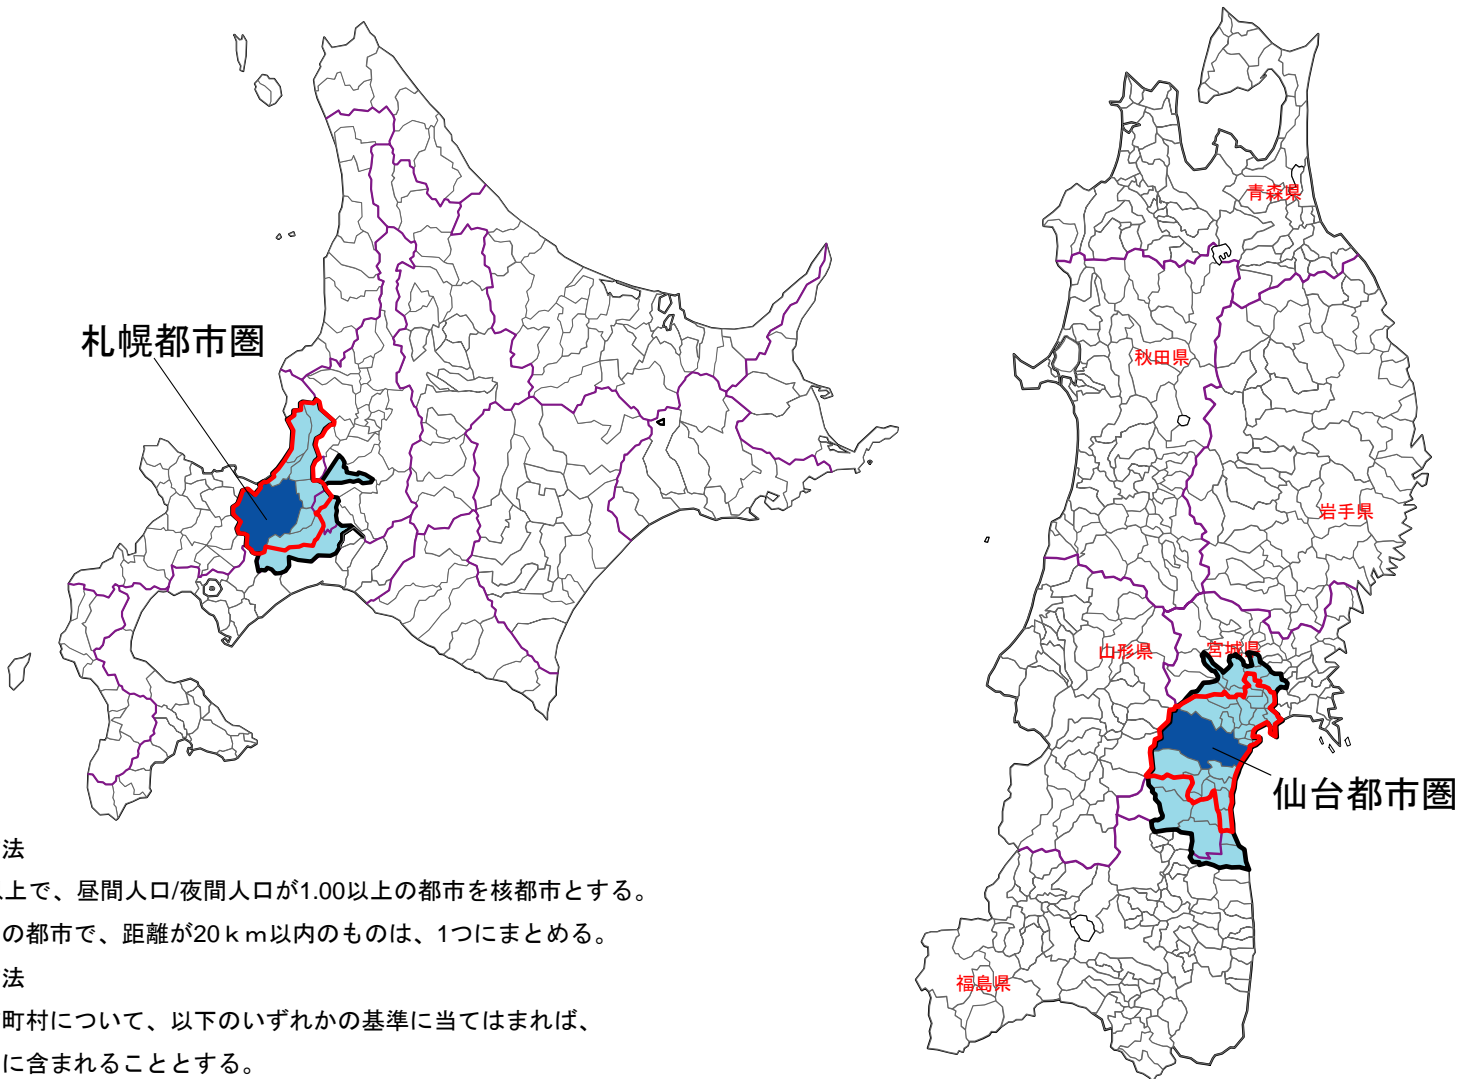 札幌都市圏
青森県
秋田県
岩手県
山形県
宮城県
仙台都市圏
福島県
法
上で、昼間人口/夜間人口が1.00以上の都市を核都市とする。
の都市で、距離が20ｋｍ以内のものは、1つにまとめる。
法
町村について、以下のいずれかの基準に当てはまれば、
に含まれることとする。